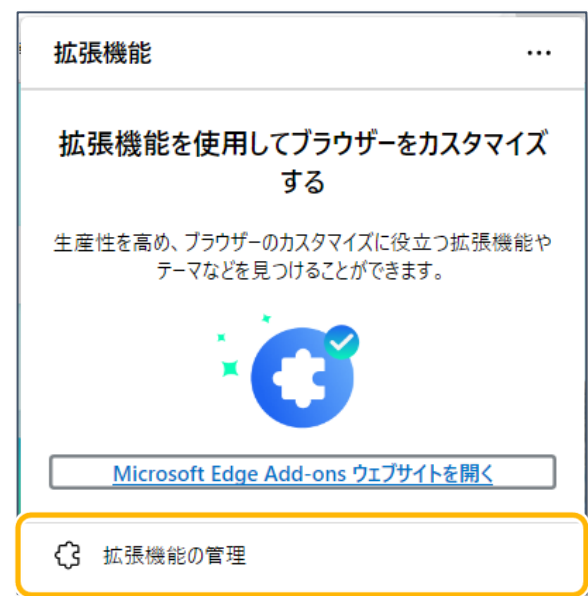 拡張機能
拡張機能を使用してブラウザーをカスタマイズ
する
生産性を高め、ブラウザーのカスタマイズに役立つ拡張機能や
テーマなどを見つけることができます。
Microsoft Edge Add-ons ウェブサイトを開く
拡張機能の管理